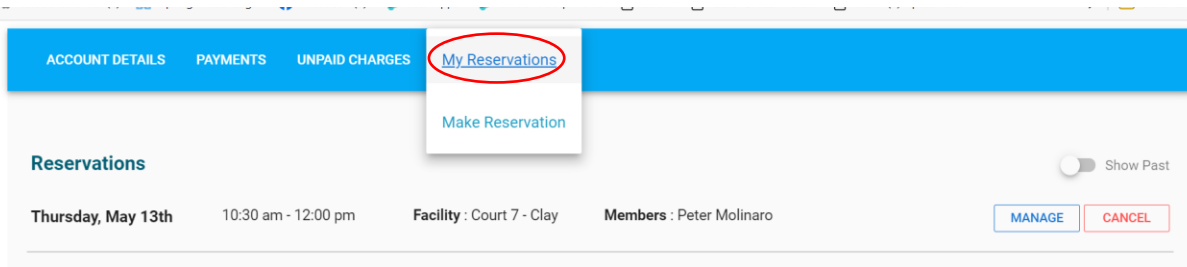 ACCOUNT DETAILS PAYMENTS UNPAID CHARGES My Reservations
Make Reservation
Reservations Show Past
Thursday, May 13th 10:30 am - 12:00 pm Facility : Court 7 - Clay Members : Peter Molinaro MANAGE CANCEL